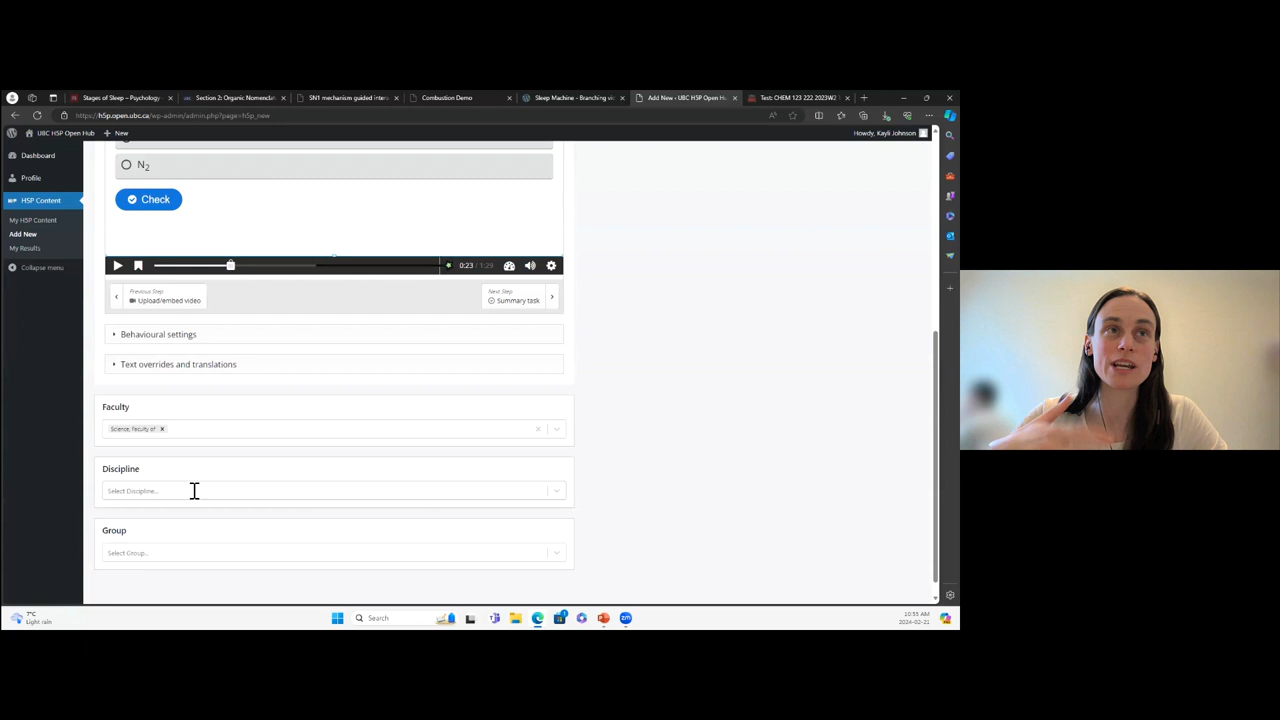 Stages of Sleep – Psychology
Section 2: Organic Nomenclat
SN1 mechanism guided inter
Combustion Demo
Sleep Machine - Branching vi
Add New ‹ UBC H5P Open H
Test: CHEM 123 222 2023W2
https://h5p.open.ubc.ca/wp-admin/admin.php?page=h5p_new
UBC H5P Open Hub
New
Howdy, Kayli Johnson
Dashboard
Profile
H5P Content
My H5P Content
Add New
My Results
Collapse menu
N2
Check
0:23 / 1:29
Previous Step
Upload/embed video
Next Step
Summary task
Behavioural settings
Text overrides and translations
Faculty
Science, Faculty of
Discipline
Select Discipline...
Group
Select Group...
7°C
Light rain
Search
10:55 AM
2024-02-21